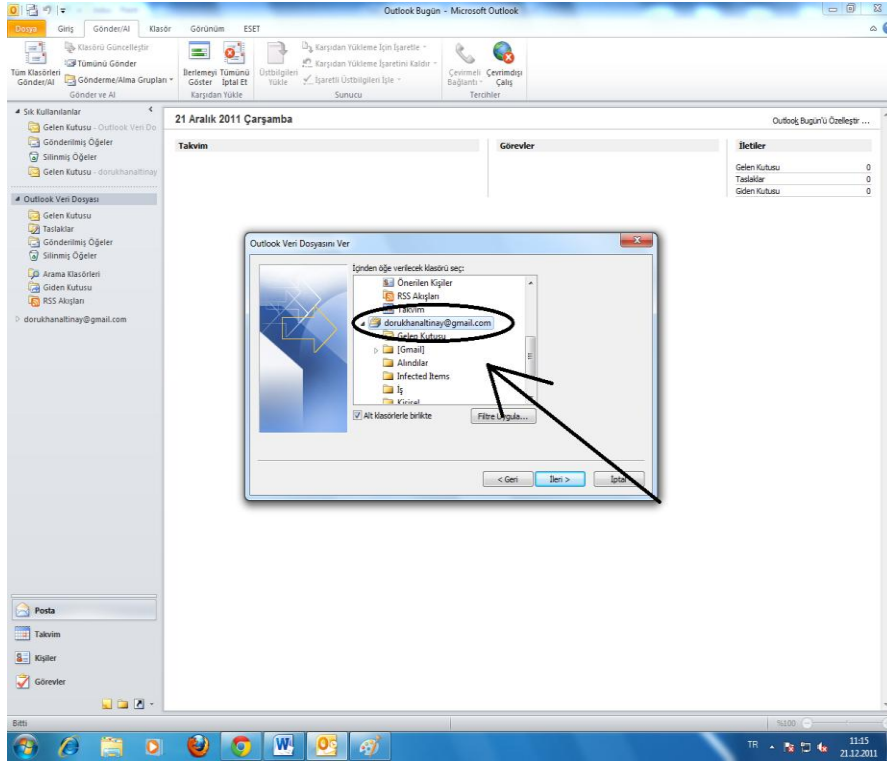 Outlook Bugün - Microsoft Outlook
Dosya Giriş Gönder/Al Klasör Görünüm ESET
Tüm Klasörleri Gönder/Al
Klasörü Güncelleştir
Tümünü Gönder
Gönderme/Alma Grupları
Gönder ve Al
İlerlemeyi Göster
Tümünü İptal Et
Karşıdan Yükle
Üstbilgileri Yükle
Karşıdan Yükleme İçin İşaretle
Karşıdan Yükleme İşaretini Kaldır
İşaretli Üstbilgileri İşle
Sunucu
Çevirmeli Bağlantı
Çevrimdışı Çalış
Tercihler
Sık Kullanılanlar
Gelen Kutusu - Outlook Veri Do
Gönderilmiş Öğeler
Silinmiş Öğeler
Gelen Kutusu - dorukhanaltinay
Outlook Veri Dosyası
Gelen Kutusu
Taslaklar
Gönderilmiş Öğeler
Silinmiş Öğeler
Arama Klasörleri
Giden Kutusu
RSS Akışları
dorukhanaltinay@gmail.com
21 Aralık 2011 Çarşamba
Outlook Bugün'ü Özelleştir ...
Takvim
Görevler
İletiler
Gelen Kutusu 0
Taslaklar 0
Giden Kutusu 0
Outlook Veri Dosyasını Ver
İçinden öğe verilecek klasörü seç:
Önerilen Kişiler
RSS Akışları
Takvim
dorukhanaltinay@gmail.com
Gelen Kutusu
[Gmail]
Alındılar
Infected Items
İş
Kişisel
Alt klasörlerle birlikte
Filtre Uygula...
< Geri
İleri >
İptal
Posta
Takvim
Kişiler
Görevler
Bitti
%100
TR
11:15
21.12.2011